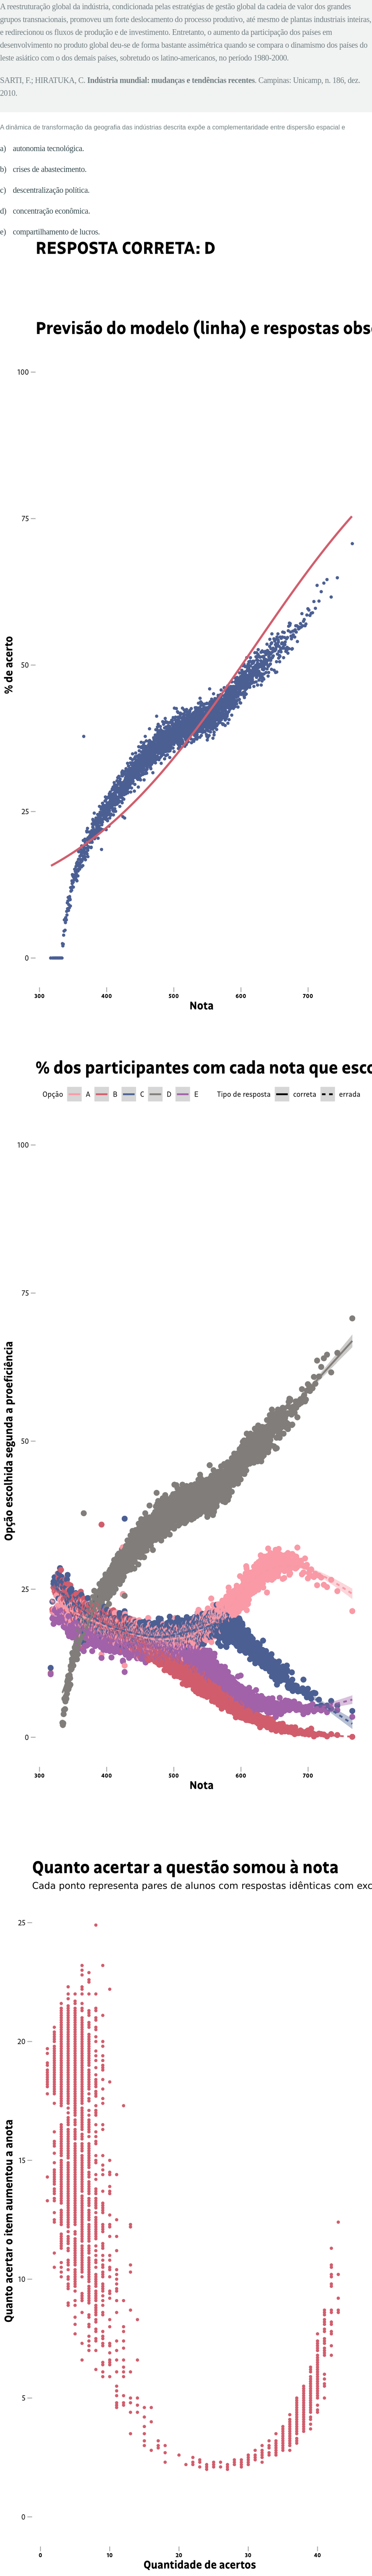 A reestruturação global da indústria, condicionada pelas estratégias de gestão global da cadeia de valor dos grandes
grupos transnacionais, promoveu um forte deslocamento do processo produtivo, até mesmo de plantas industriais inteiras,
e redirecionou os fluxos de produção e de investimento. Entretanto, o aumento da participação dos países em
desenvolvimento no produto global deu-se de forma bastante assimétrica quando se compara o dinamismo dos países do
leste asiático com o dos demais países, sobretudo os latino-americanos, no período 1980-2000.
SARTI, F.; HIRATUKA, C. Indústria mundial: mudanças e tendências recentes. Campinas: Unicamp, n. 186, dez.
2010.
A dinâmica de transformação da geografia das indústrias descrita expõe a complementaridade entre dispersão espacial e
a) autonomia tecnológica.
b) crises de abastecimento.
c) descentralização política.
d) concentração econômica.
e) compartilhamento de lucros.
RESPOSTA CORRETA: D
Previsão do modelo (linha) e respostas obs
100
75
50
25
0
% de acerto
300 400 500 600 700
Nota
% dos participantes com cada nota que esco
Opção A B C D E Tipo de resposta correta errada
100
75
50
25
0
Opção escolhida segunda a proeficiência
300 400 500 600 700
Nota
Quanto acertar a questão somou à nota
Cada ponto representa pares de alunos com respostas idênticas com exc
25
20
15
10
5
0
Quanto acertar o item aumentou a anota
0 10 20 30 40
Quantidade de acertos